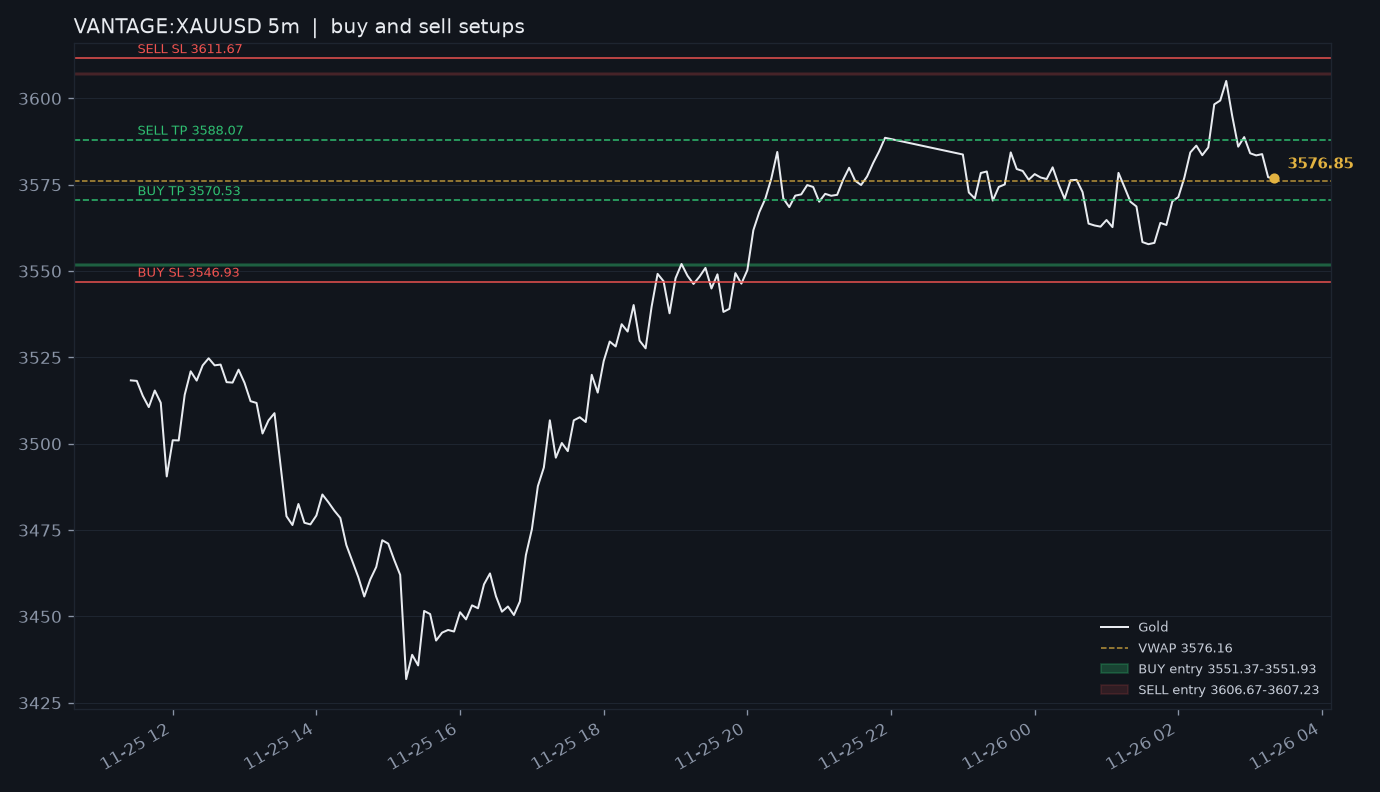 VANTAGE:XAUUSD 5m | buy and sell setups
SELL SL 3611.67
3600
SELL TP 3588.07
3576.85
3575
BUY TP 3570.53
3550
BUY SL 3546.93
3525
3500
3475
3450
3425
Gold
VWAP 3576.16
BUY entry 3551.37-3551.93
SELL entry 3606.67-3607.23
11-25 12
11-25 14
11-25 16
11-25 18
11-25 20
11-25 22
11-26 00
11-26 02
11-26 04